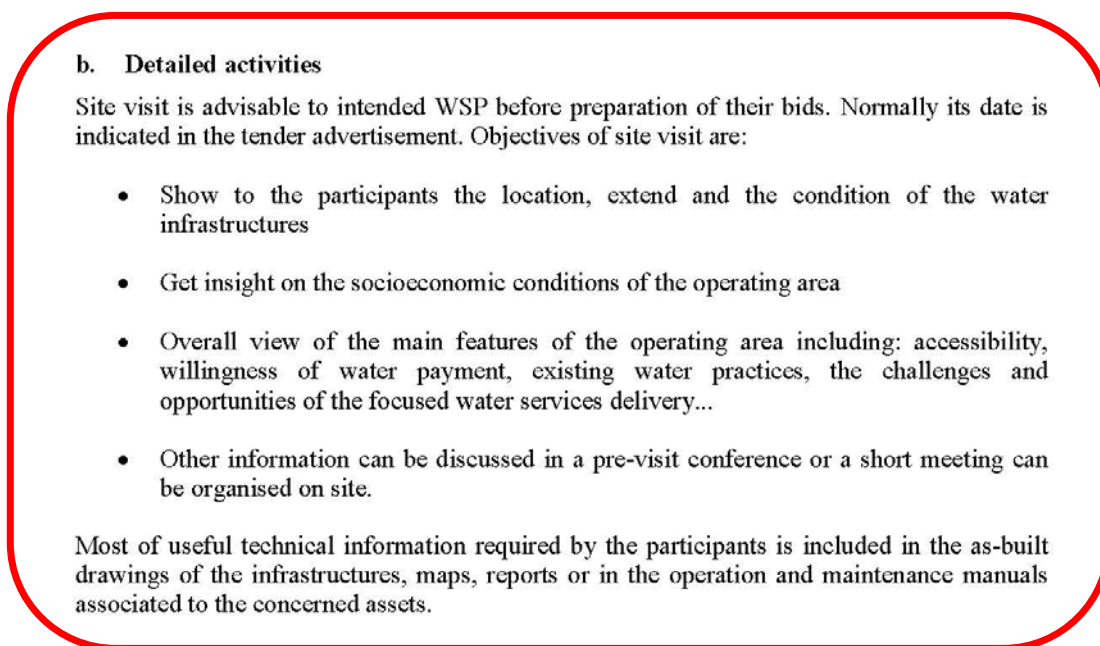 b. Detailed activities
Site visit is advisable to intended WSP before preparation of their bids. Normally its date is
indicated in the tender advertisement. Objectives of site visit are:
• Show to the participants the location, extend and the condition of the water
infrastructures
• Get insight on the socioeconomic conditions of the operating area
• Overall view of the main features of the operating area including: accessibility,
willingness of water payment, existing water practices, the challenges and
opportunities of the focused water services delivery...
• Other information can be discussed in a pre-visit conference or a short meeting can
be organised on site.
Most of useful technical information required by the participants is included in the as-built
drawings of the infrastructures, maps, reports or in the operation and maintenance manuals
associated to the concerned assets.